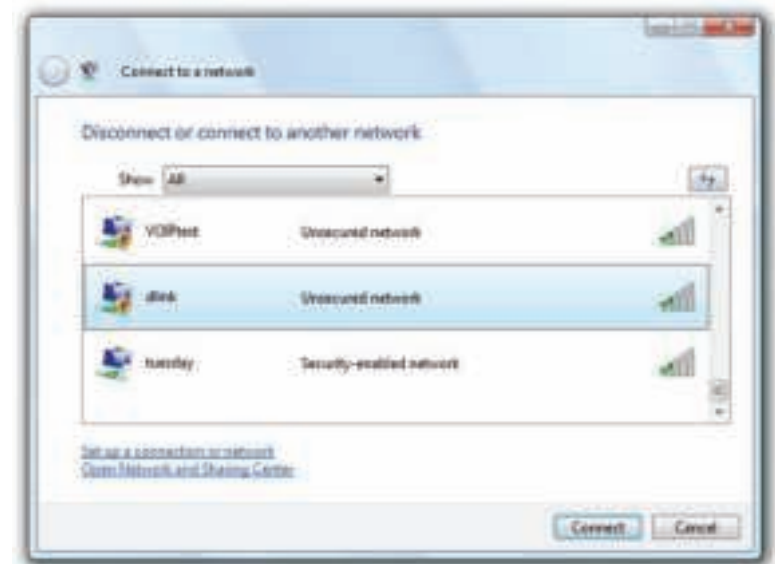 Connect to a network
Disconnect or connect to another network
Show All
VOIPtest Unsecured network
dlink Unsecured network
tuesday Security-enabled network
Set up a connection or network
Open Network and Sharing Center
Connect Cancel